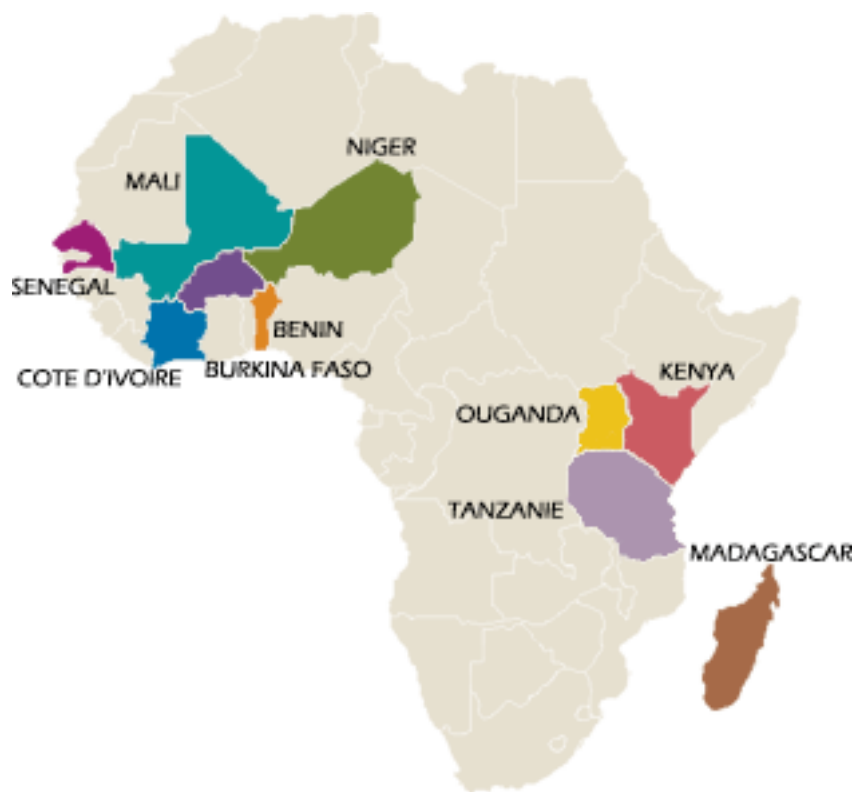 NIGER
MALI
SENEGAL
BENIN
BURKINA FASO
COTE D'IVOIRE
KENYA
OUGANDA
TANZANIE
MADAGASCAR